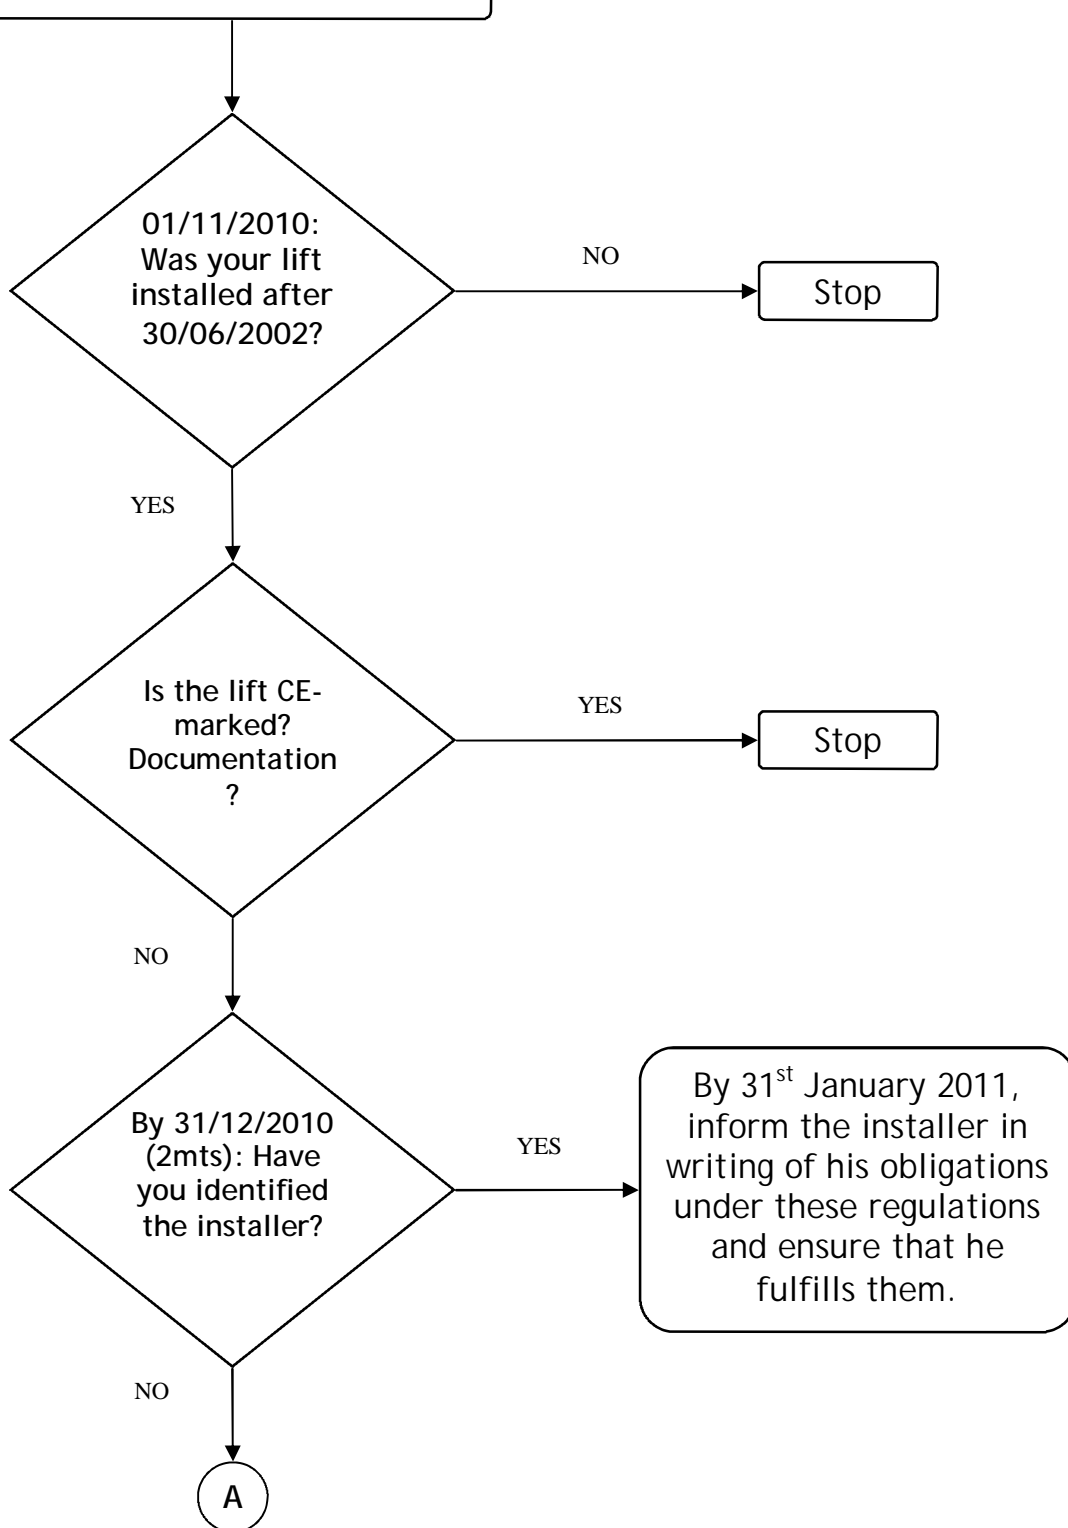 01/11/2010:
Was your lift
installed after
30/06/2002?
NO
Stop
YES
Is the lift CE-
marked?
Documentation
?
YES
Stop
NO
By 31/12/2010
(2mts): Have
you identified
the installer?
YES
By 31st January 2011,
inform the installer in
writing of his obligations
under these regulations
and ensure that he
fulfills them.
NO
A